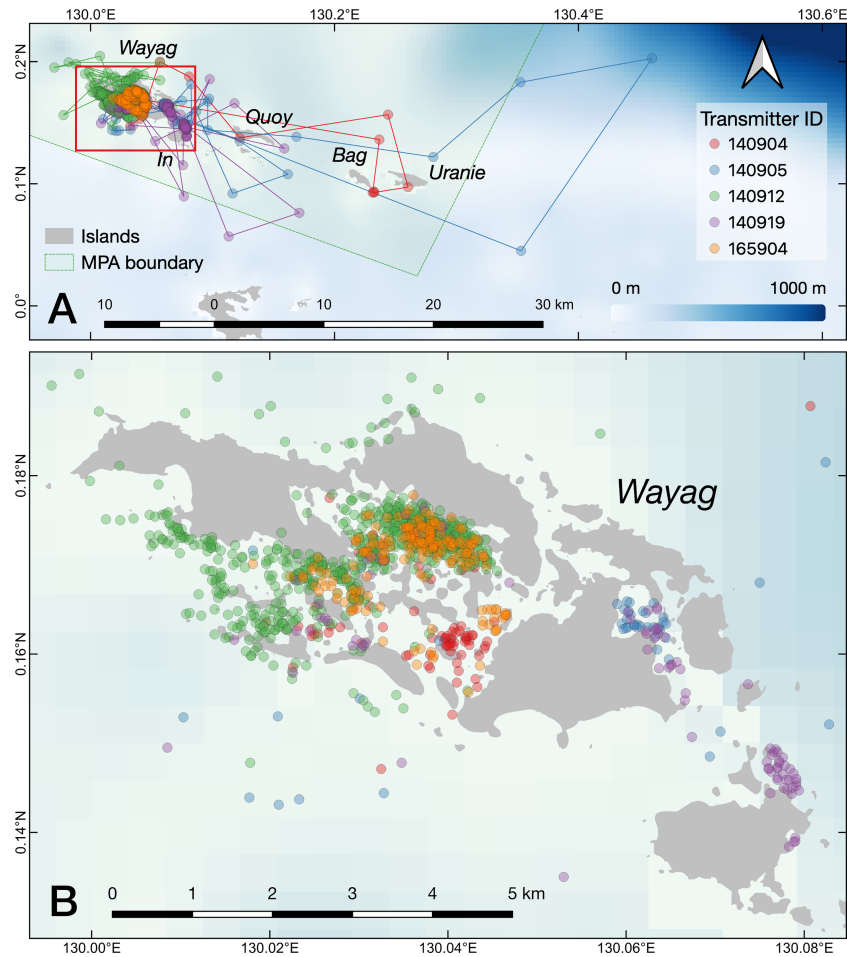 130.0°E 130.2°E 130.4°E 130.6°E
0.2°N
Wayag
Quoy
Bag
Uranie
In
0.1°N
Transmitter ID
140904
140905
140912
140919
165904
Islands
MPA boundary
0.0°
A
10 0 10 20 30 km
0 m 1000 m
Wayag
0.18°N
0.16°N
0.14°N
B
0 1 2 3 4 5 km
130.00°E 130.02°E 130.04°E 130.06°E 130.08°E